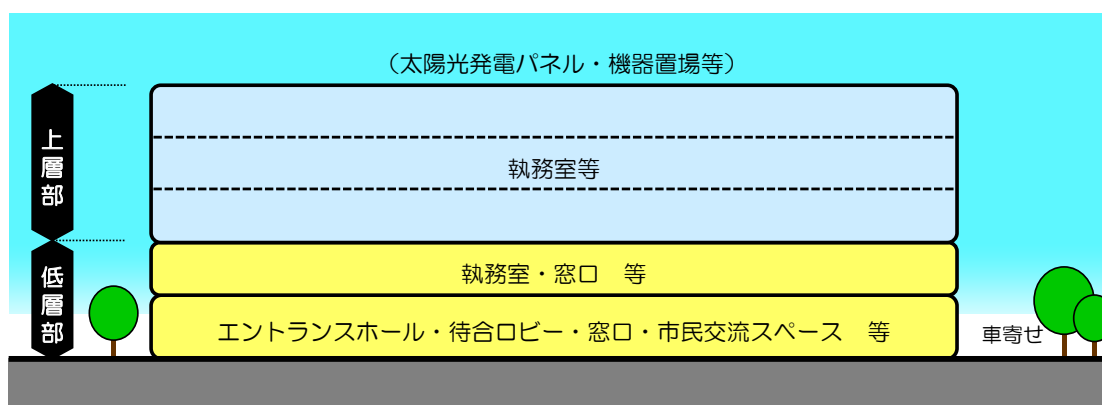 （太陽光発電パネル・機器置場等）
上層部
執務室等
低層部
執務室・窓口　等
エントランスホール・待合ロビー・窓口・市民交流スペース　等
車寄せ